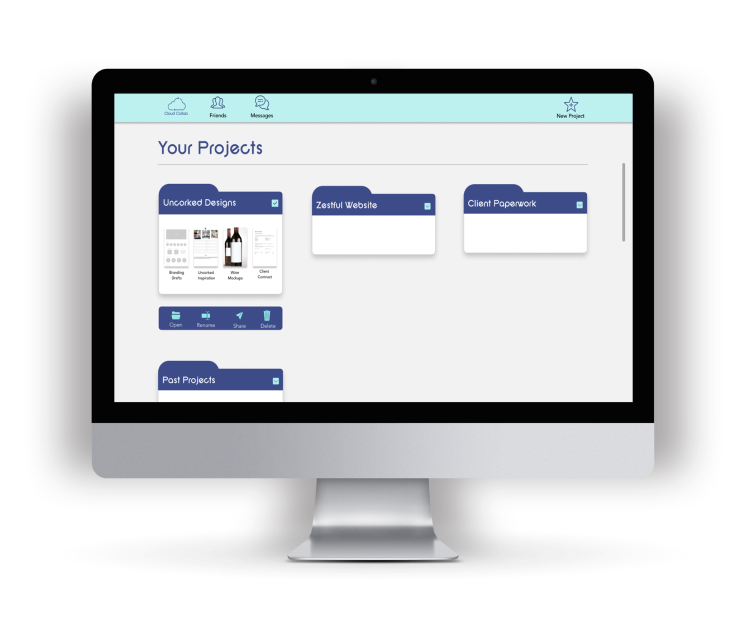 Cloud Collab
Friends
Messages
New Project
Your Projects
Uncorked Designs
Zestful Website
Client Paperwork
Branding
Drafts
Uncorked
Inspiration
Wine
Mockups
Client
Contract
Open
Rename
Share
Delete
Past Projects